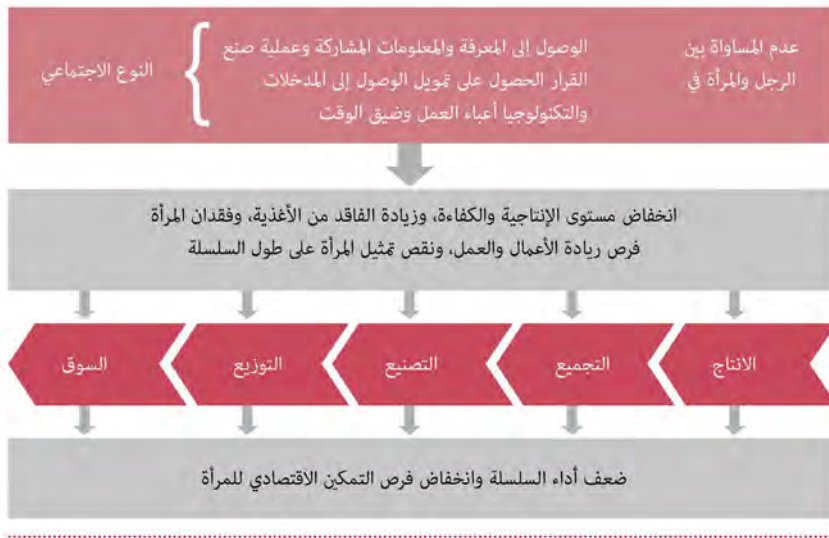 عدم المساواة بين
الرجل والمرأة في
الوصول إلى المعرفة والمعلومات المشاركة وعملية صنع
القرار الحصول على تمويل الوصول إلى المدخلات
والتكنولوجيا أعباء العمل وضيق الوقت
النوع الاجتماعي
انخفاض مستوى الإنتاجية والكفاءة، وزيادة الفاقد من الأغذية، وفقدان المرأة
فرص ريادة الأعمال والعمل، ونقص تمثيل المرأة على طول السلسلة
الانتاج
التجميع
التصنيع
التوزيع
السوق
ضعف أداء السلسلة وانخفاض فرص التمكين الاقتصادي للمرأة